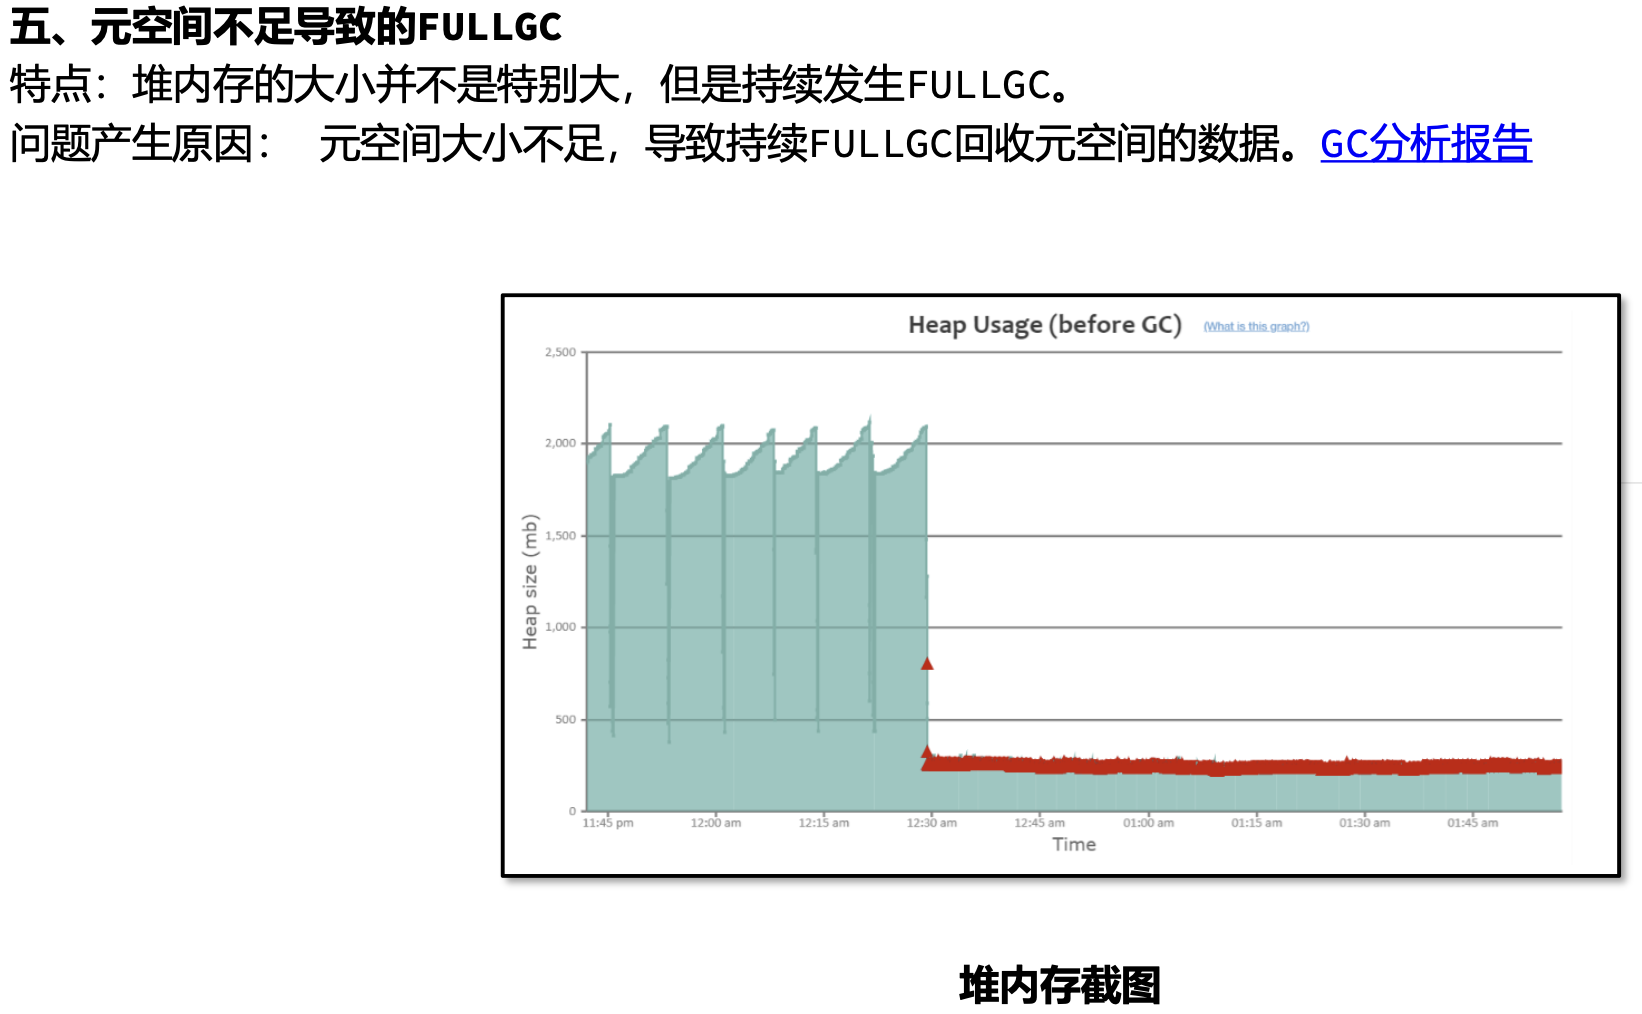 五、元空间不足导致的FULLGC
特点：堆内存的大小并不是特别大，但是持续发生FULLGC。
问题产生原因： 元空间大小不足，导致持续FULLGC回收元空间的数据。GC分析报告
Heap Usage (before GC) (What is this graph?)
2,500
2,000
1,500
1,000
500
0
Heap size (mb)
11:45 pm 12:00 am 12:15 am 12:30 am 12:45 am 01:00 am 01:15 am 01:30 am 01:45 am
Time
堆内存截图